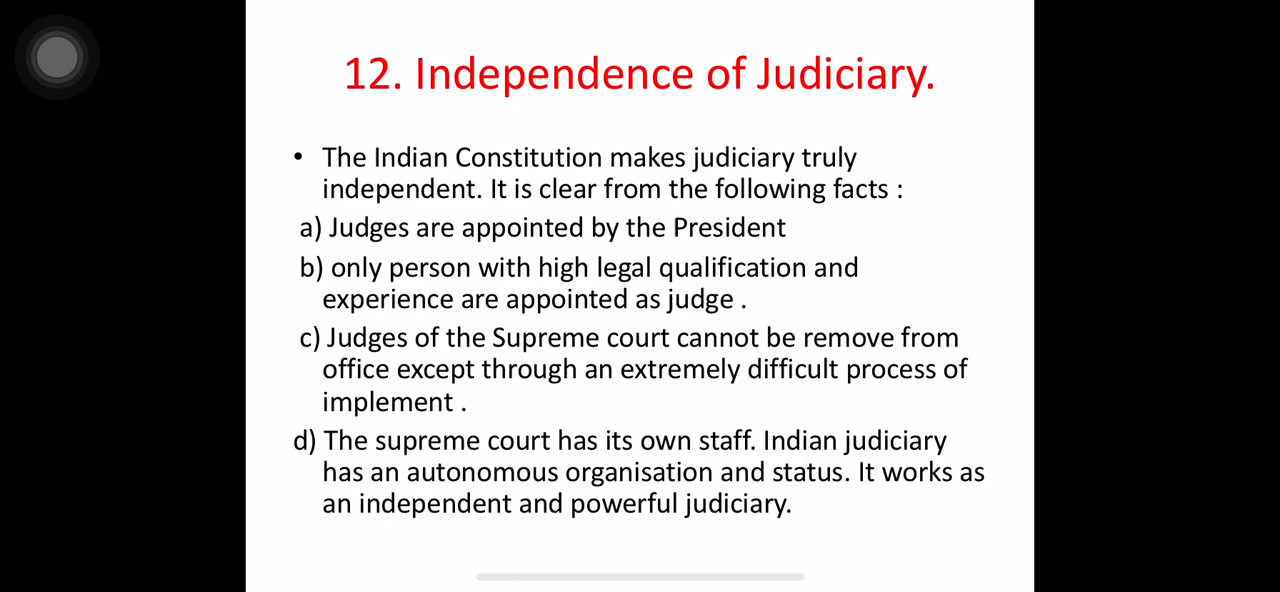 12. Independence of Judiciary.
• The Indian Constitution makes judiciary truly
independent. It is clear from the following facts :
a) Judges are appointed by the President
b) only person with high legal qualification and
experience are appointed as judge .
c) Judges of the Supreme court cannot be remove from
office except through an extremely difficult process of
implement .
d) The supreme court has its own staff. Indian judiciary
has an autonomous organisation and status. It works as
an independent and powerful judiciary.